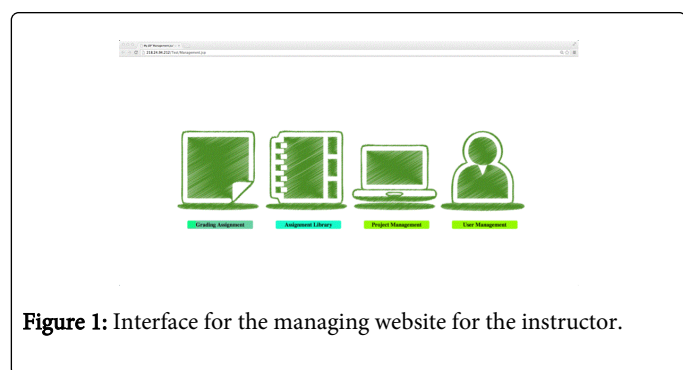 Grading Assignment
Assignment Library
Project Management
User Management
Figure 1: Interface for the managing website for the instructor.